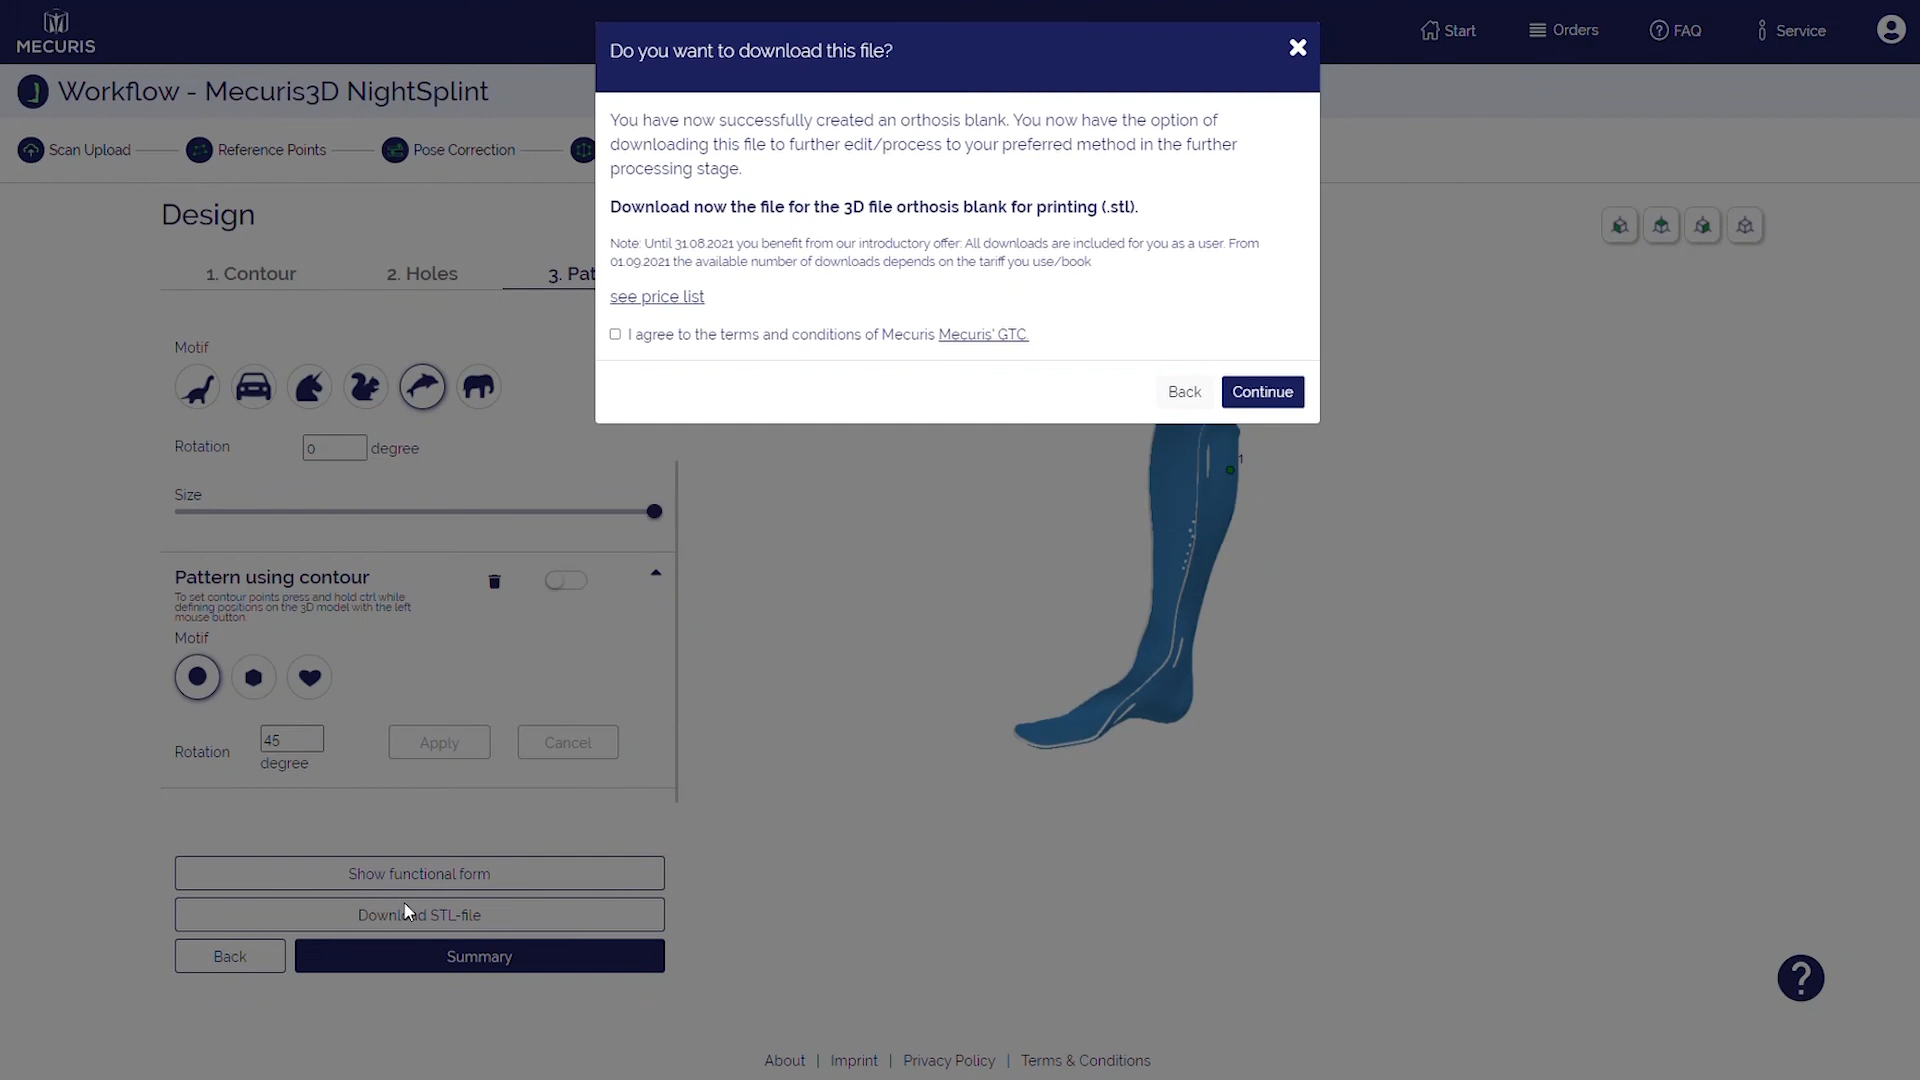 MECURIS
Start
Orders
FAQ
Service
Workflow - Mecuris3D NightSplint
Scan Upload
Reference Points
Pose Correction
Do you want to download this file?
You have now successfully created an orthosis blank. You now have the option of
downloading this file to further edit/process to your preferred method in the further
processing stage.
Download now the file for the 3D file orthosis blank for printing (.stl).
Note: Until 31.08.2021 you benefit from our introductory offer: All downloads are included for you as a user. From
01.09.2021 the available number of downloads depends on the tariff you use/book
see price list
I agree to the terms and conditions of Mecuris Mecuris' GTC.
Back
Continue
Design
1. Contour
2. Holes
3. Pat
Motif
Rotation
0
degree
Size
Pattern using contour
To set contour points press and hold ctrl while
defining positions on the 3D model with the left
mouse button.
Motif
Rotation
45
degree
Apply
Cancel
1
Show functional form
Download STL-file
Back
Summary
?
About | Imprint | Privacy Policy | Terms & Conditions